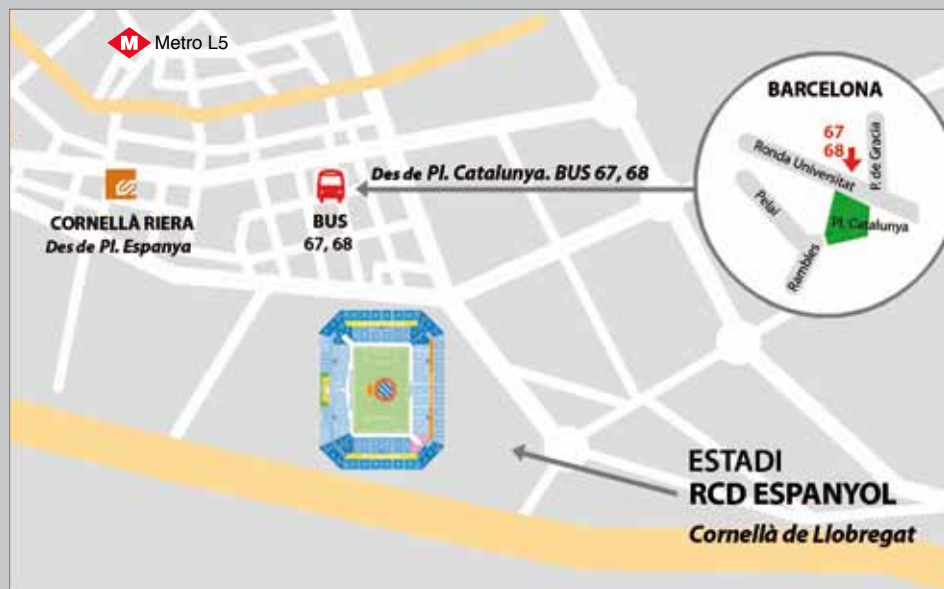 M Metro L5
BARCELONA
67
68
P. de Gracia
Ronda Universitat
Pelai
Pl. Catalunya
Rambles
Des de Pl. Catalunya. BUS 67, 68
CORNELLÀ RIERA
Des de Pl. Espanya
BUS
67, 68
ESTADI
RCD ESPANYOL
Cornellà de Llobregat